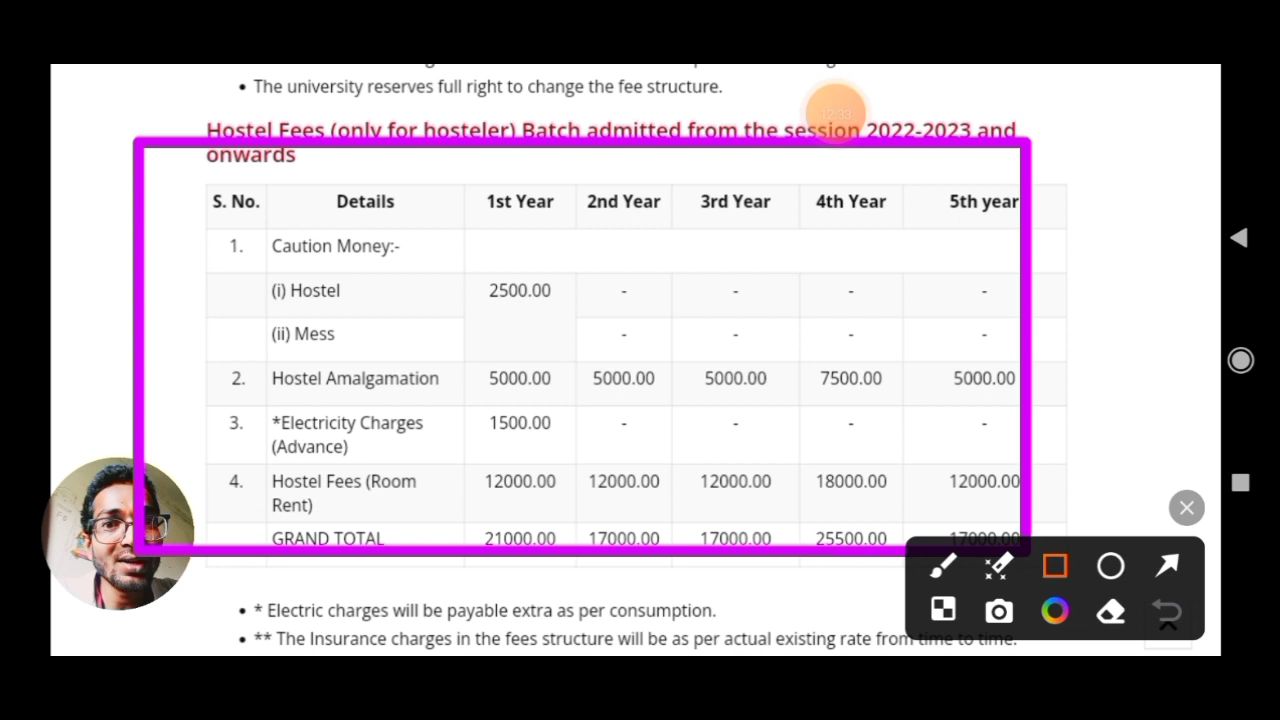 • The university reserves full right to change the fee structure.
12:33
Hostel Fees (only for hosteler) Batch admitted from the session 2022-2023 and
onwards
S. No. Details 1st Year 2nd Year 3rd Year 4th Year 5th year
1. Caution Money:-
(i) Hostel 2500.00 - - - -
(ii) Mess - - - -
2. Hostel Amalgamation 5000.00 5000.00 5000.00 7500.00 5000.00
3. *Electricity Charges 1500.00 - - - -
(Advance)
4. Hostel Fees (Room 12000.00 12000.00 12000.00 18000.00 12000.00
Rent)
GRAND TOTAL 21000.00 17000.00 17000.00 25500.00 17000.00
• * Electric charges will be payable extra as per consumption.
• ** The Insurance charges in the fees structure will be as per actual existing rate from time to time.